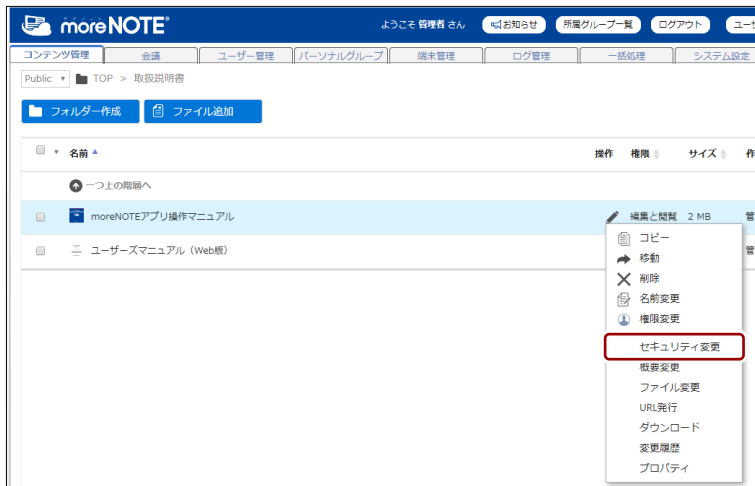 モアノート
moreNOTE®
ようこそ 管理者 さん お知らせ 所属グループ一覧 ログアウト ユー
コンテンツ管理 会議 ユーザー管理 パーソナルグループ 端末管理 ログ管理 一括処理 システム設定
Public TOP > 取扱説明書
フォルダー作成 ファイル追加
名前 操作 権限 サイズ 作
一つ上の階層へ
moreNOTEアプリ操作マニュアル 編集と閲覧 2 MB 管
ユーザーズマニュアル（Web版） 管
コピー
移動
削除
名前変更
権限変更
セキュリティ変更
概要変更
ファイル変更
URL発行
ダウンロード
変更履歴
プロパティ